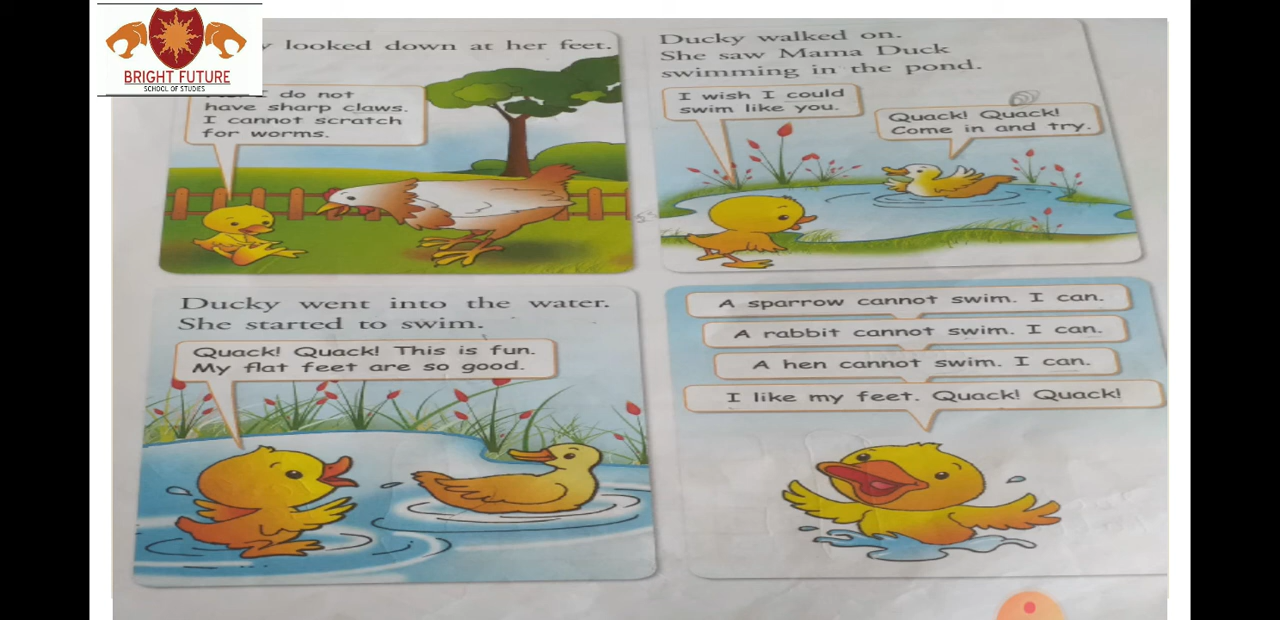 BRIGHT FUTURE
SCHOOL OF STUDIES
looked down at her feet.
I do not
have sharp claws.
I cannot scratch
for worms.
Ducky walked on.
She saw Mama Duck
swimming in the pond.
I wish I could
swim like you.
Quack! Quack!
Come in and try.
Ducky went into the water.
She started to swim.
Quack! Quack! This is fun.
My flat feet are so good.
A sparrow cannot swim. I can.
A rabbit cannot swim. I can.
A hen cannot swim. I can.
I like my feet. Quack! Quack!